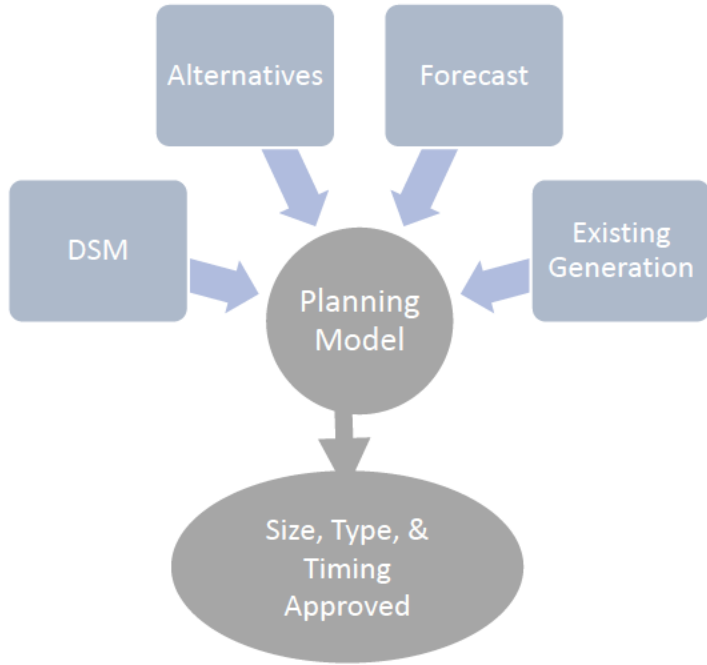 Alternatives
Forecast
DSM
Existing
Generation
Planning
Model
Size, Type, &
Timing
Approved